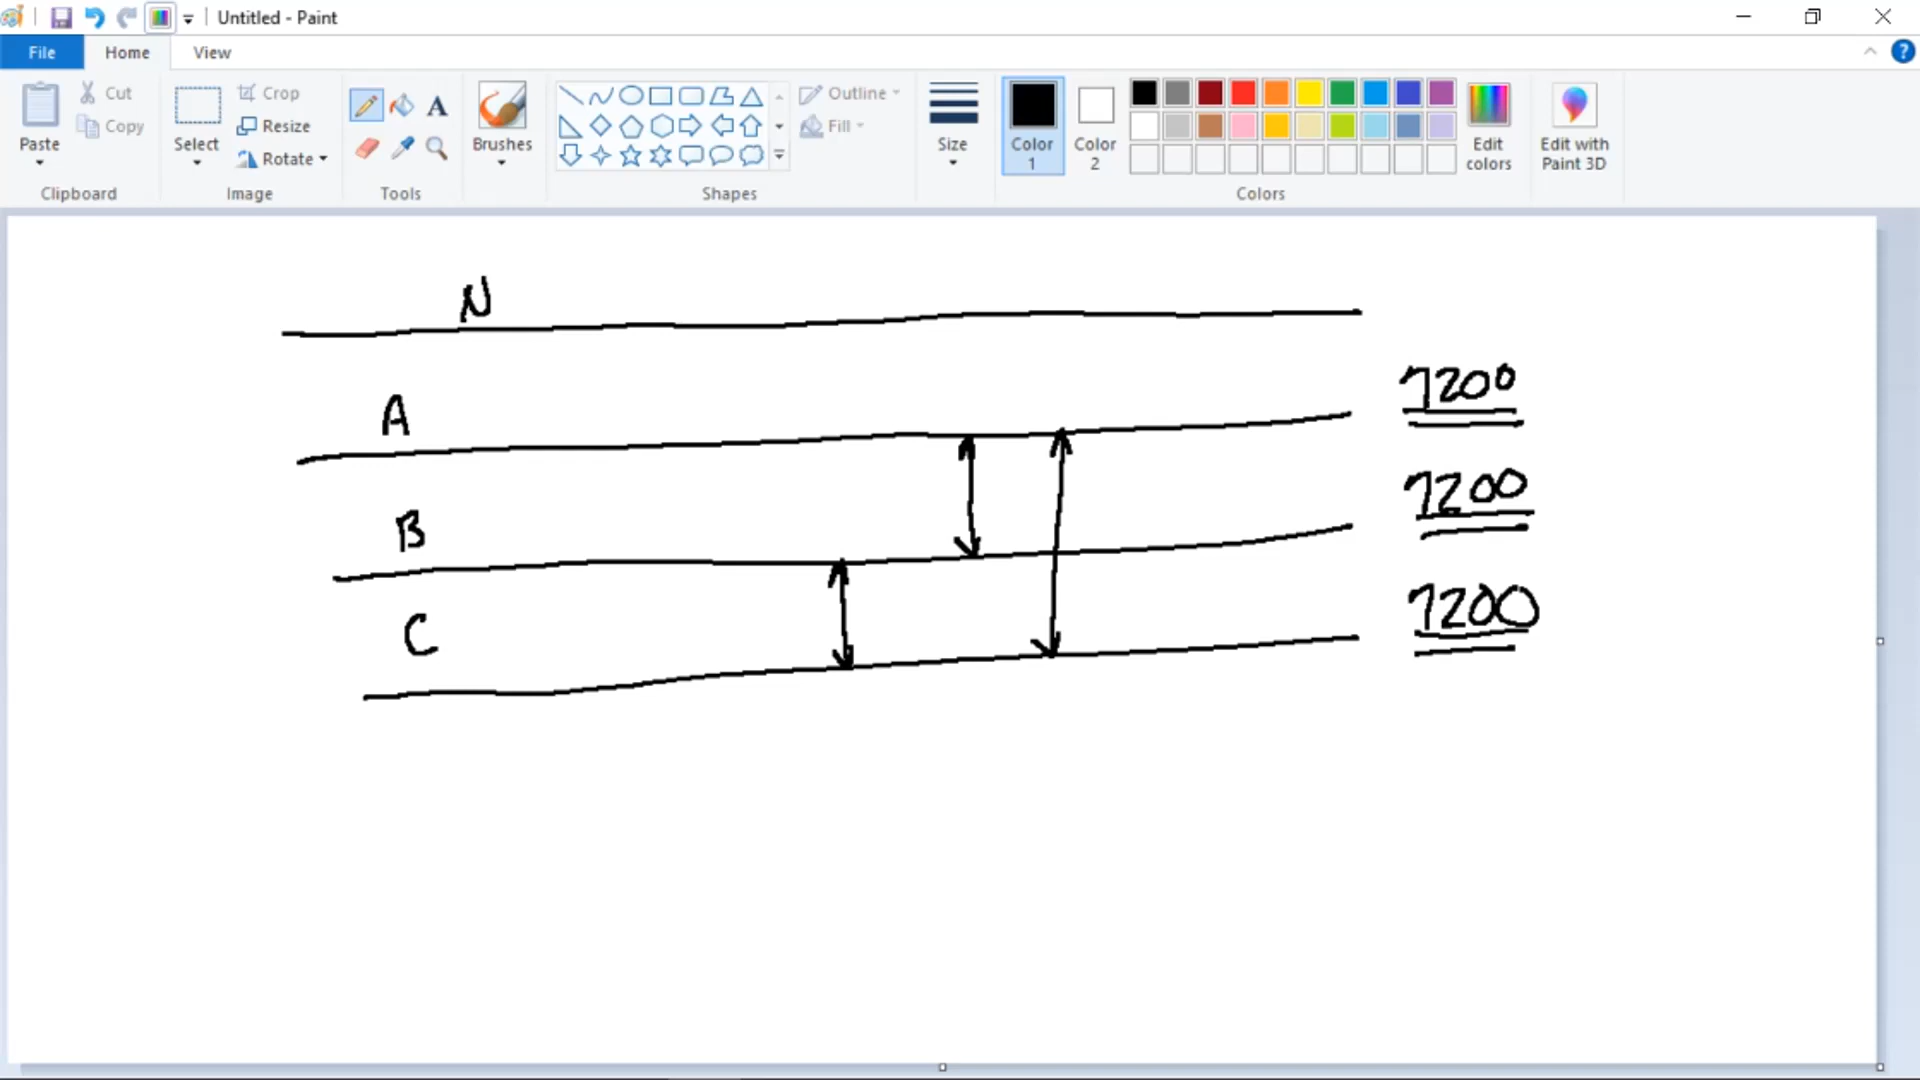 Untitled - Paint
File Home View
Paste
Cut
Copy
Clipboard
Select
Crop
Resize
Rotate
Image
A
Tools
Brushes
Outline
Fill
Shapes
Size
Color 1
Color 2
Edit colors
Colors
Edit with Paint 3D
?
N
A
1200
B
1200
C
1200